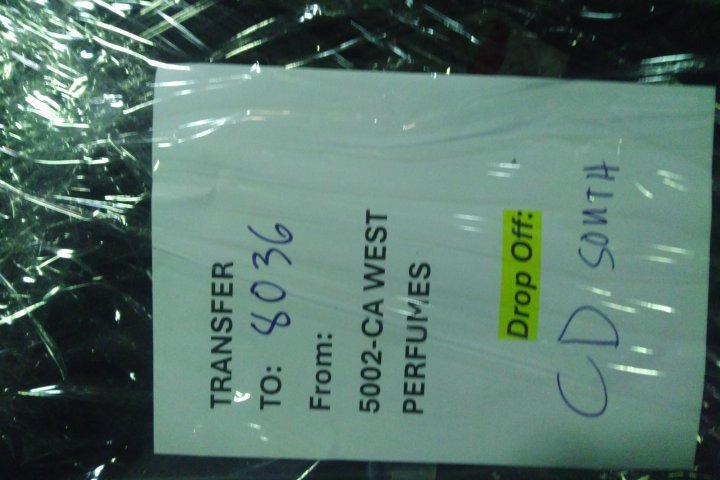 TRANSFER
TO: 8036
From:
5002-CA WEST
PERFUMES
Drop Off:
CD SOUTH